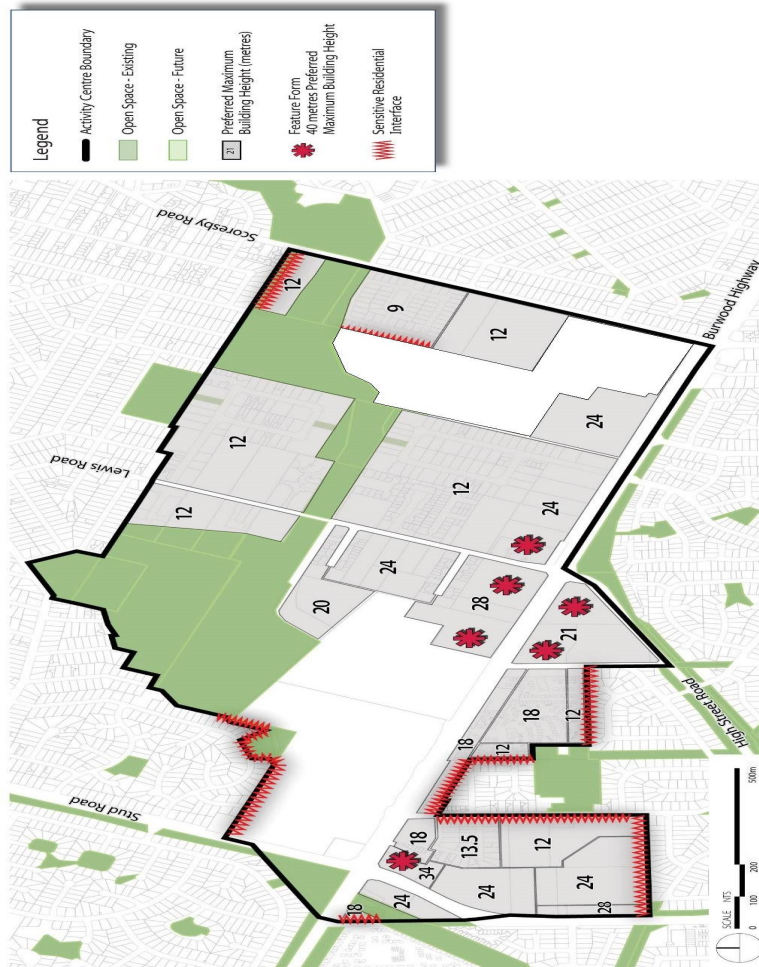 Legend
Activity Centre Boundary
Open Space - Existing
Open Space - Future
21
Preferred Maximum
Building Height (metres)
Feature Form
40 metres Preferred
Maximum Building Height
Sensitive Residential
Interface
Scoresby Road
12
9
12
Burwood Highway
Lewis Road
12
12
24
12
24
20
24
28
21
High Street Road
Stud Road
18
18
12
12
18
13.5
12
34
24
24
18
24
28
SCALE NTS
0
100
200
500m